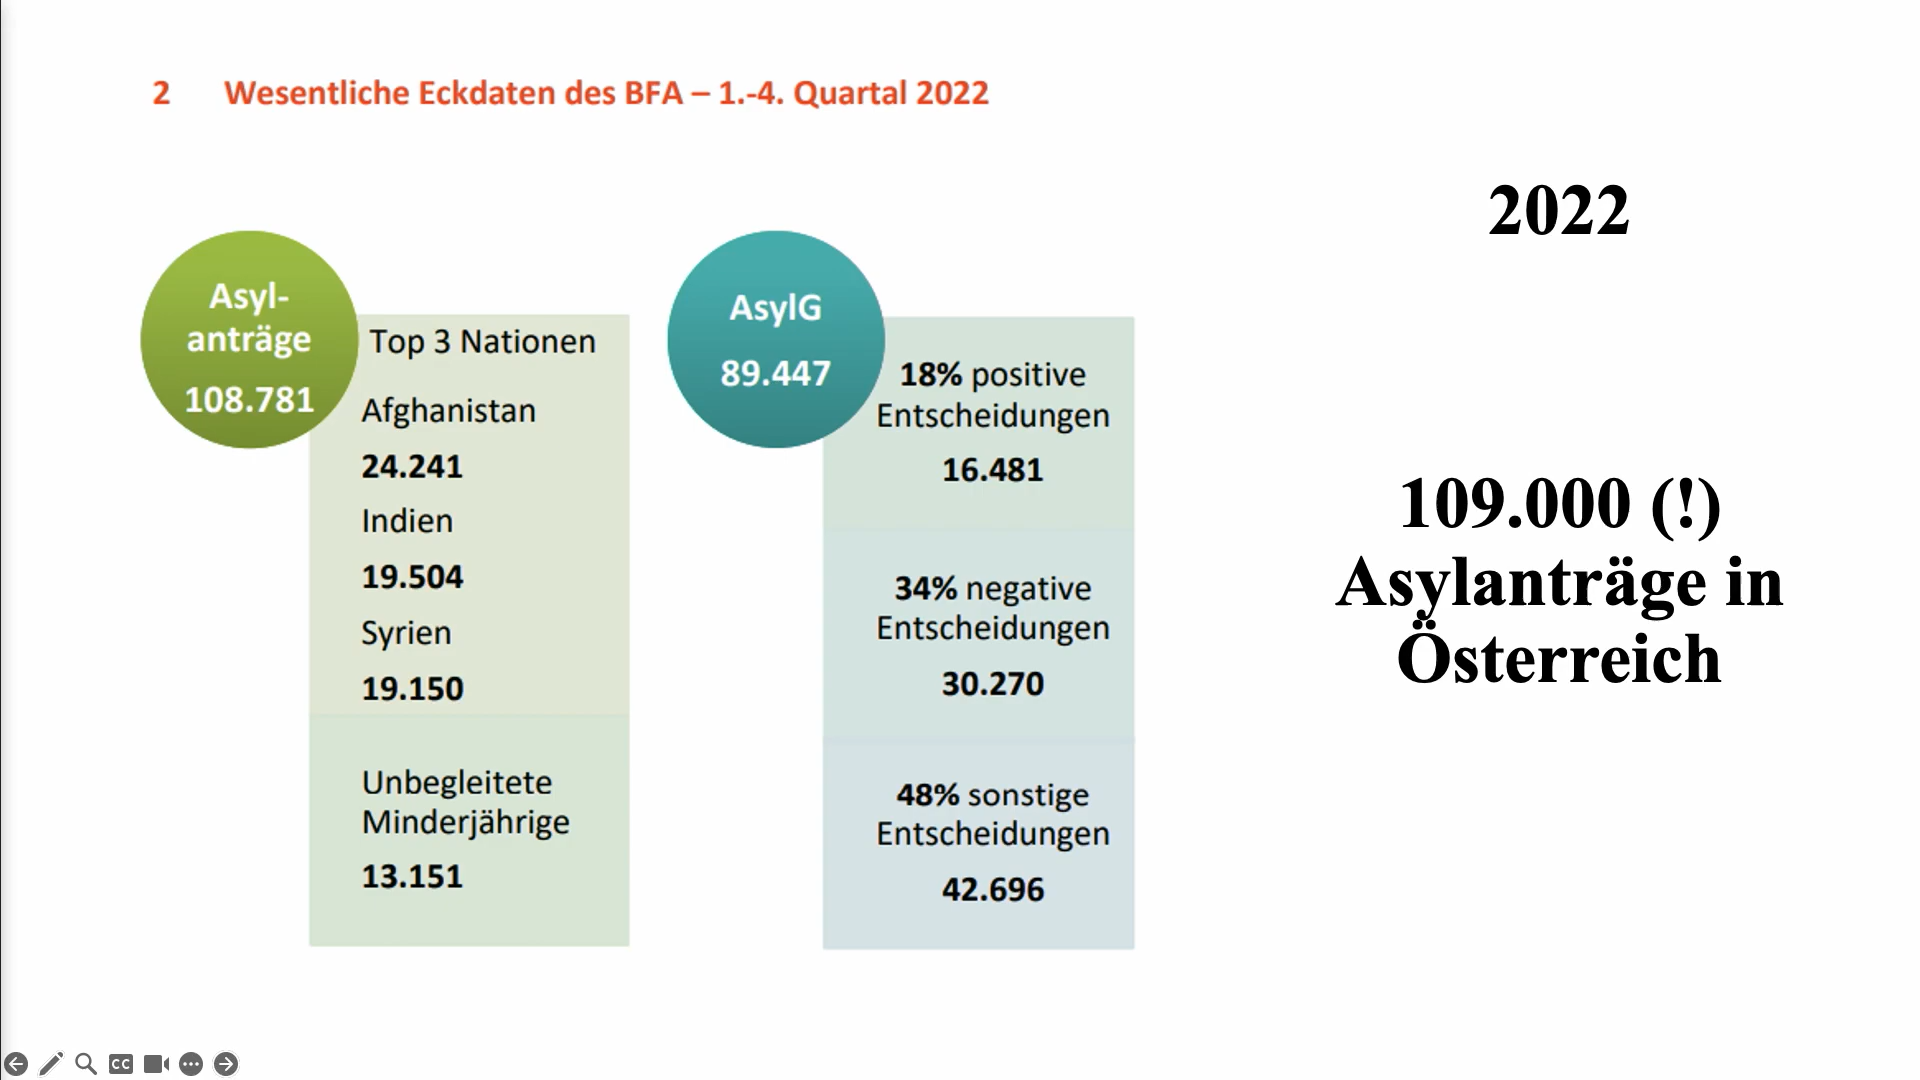 2 Wesentliche Eckdaten des BFA – 1.-4. Quartal 2022
Asyl-
anträge
108.781
Top 3 Nationen
Afghanistan
24.241
Indien
19.504
Syrien
19.150
Unbegleitete
Minderjährige
13.151
AsylG
89.447
18% positive
Entscheidungen
16.481
34% negative
Entscheidungen
30.270
48% sonstige
Entscheidungen
42.696
2022
109.000 (!)
Asylanträge in
Österreich
CC